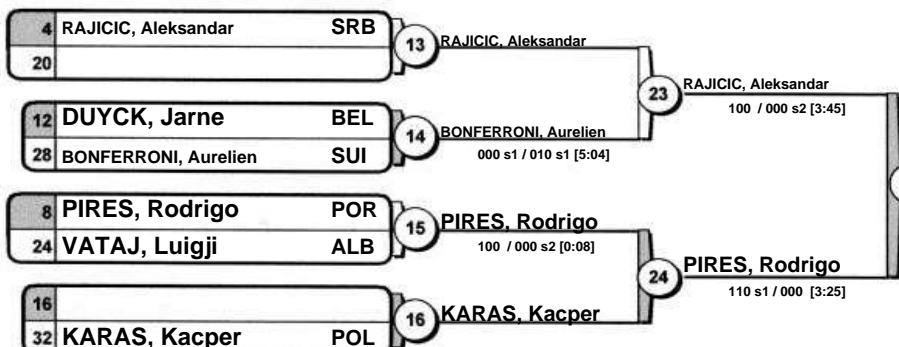 4 RAJICIC, Aleksandar SRB
20
13 RAJICIC, Aleksandar
12 DUYCK, Jarne BEL
28 BONFERRONI, Aurelien SUI
14 BONFERRONI, Aurelien
000 s1 / 010 s1 [5:04]
23 RAJICIC, Aleksandar
100 / 000 s2 [3:45]
8 PIRES, Rodrigo POR
24 VATAJ, Luigji ALB
15 PIRES, Rodrigo
100 / 000 s2 [0:08]
16
32 KARAS, Kacper POL
16 KARAS, Kacper
24 PIRES, Rodrigo
110 s1 / 000 [3:25]